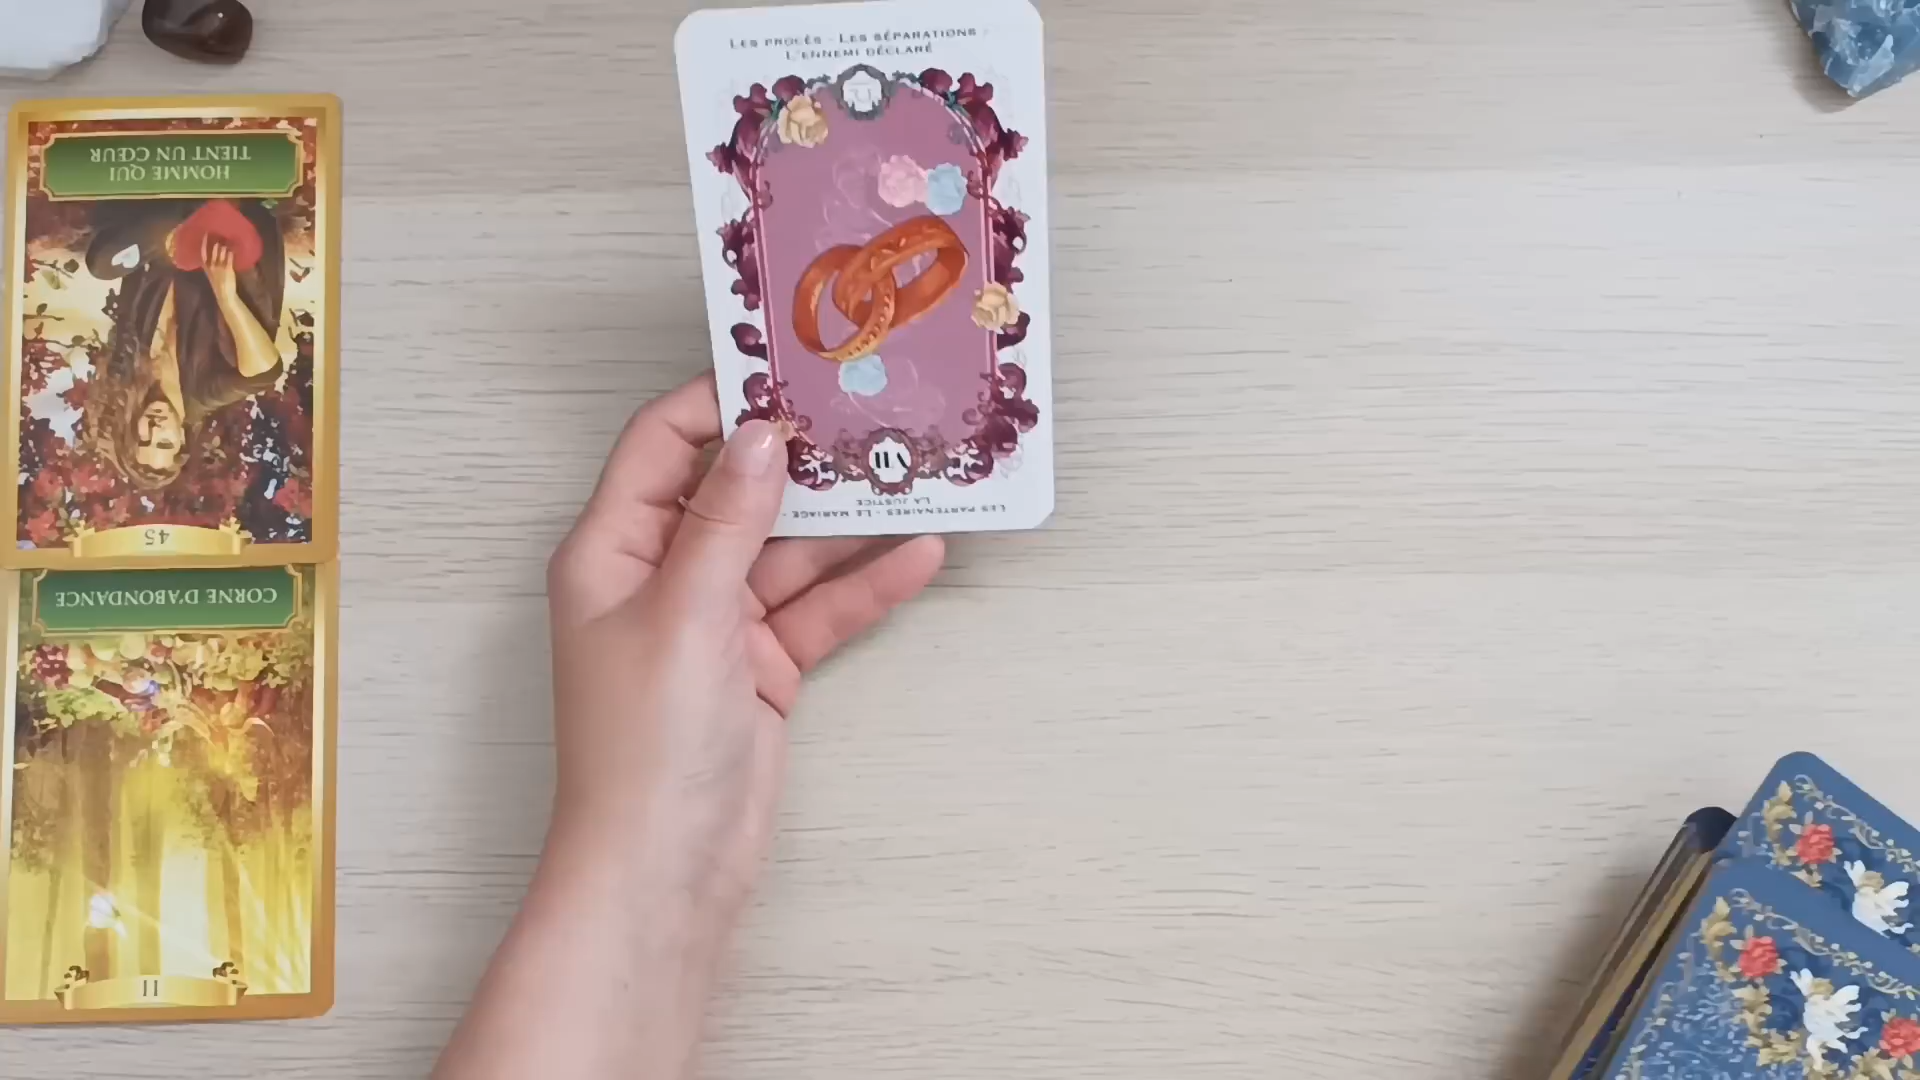 LES PROCÈS - LES SÉPARATIONS -
L'ENNEMI DÉCLARÉ
VII
LES PARTENAIRES - LE MARIAGE -
LA JUSTICE
HOMME QUI
TIENT UN CŒUR
45
CORNE D'ABONDANCE
11